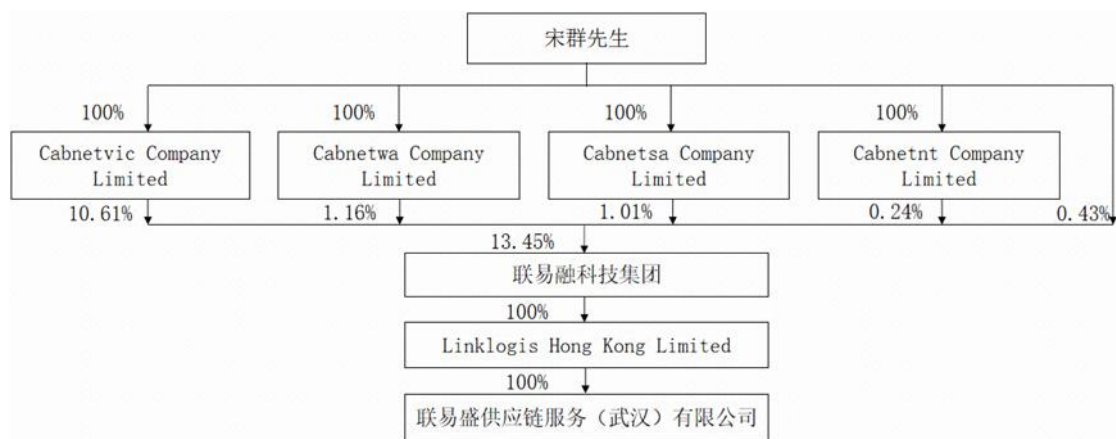 宋群先生
100%
100%
100%
100%
Cabnetvic Company
Limited
Cabnetwa Company
Limited
Cabnetsa Company
Limited
Cabnetnt Company
Limited
10.61%
1.16%
1.01%
0.24%
0.43%
13.45%
联易融科技集团
100%
Linklogis Hong Kong Limited
100%
联易盛供应链服务（武汉）有限公司